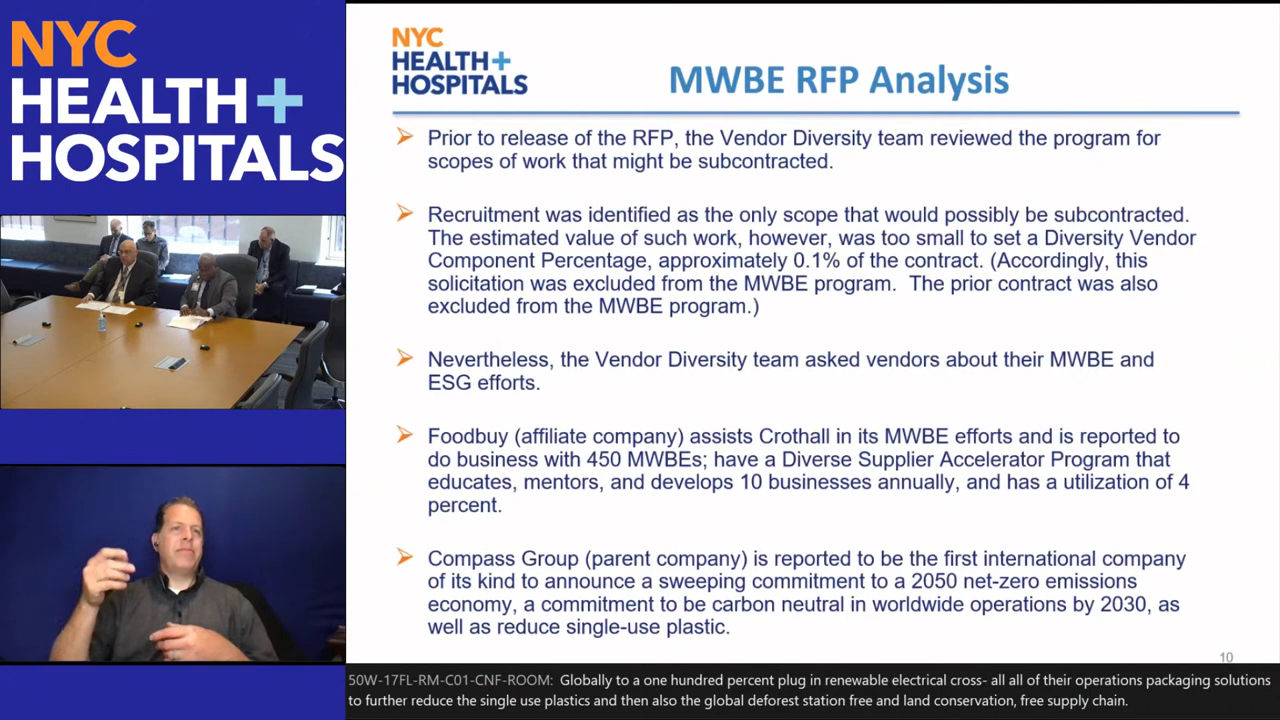 NYC
HEALTH+
HOSPITALS
NYC
HEALTH+
HOSPITALS
MWBE RFP Analysis
Prior to release of the RFP, the Vendor Diversity team reviewed the program for
scopes of work that might be subcontracted.
Recruitment was identified as the only scope that would possibly be subcontracted.
The estimated value of such work, however, was too small to set a Diversity Vendor
Component Percentage, approximately 0.1% of the contract. (Accordingly, this
solicitation was excluded from the MWBE program.  The prior contract was also
excluded from the MWBE program.)
Nevertheless, the Vendor Diversity team asked vendors about their MWBE and
ESG efforts.
Foodbuy (affiliate company) assists Crothall in its MWBE efforts and is reported to
do business with 450 MWBEs; have a Diverse Supplier Accelerator Program that
educates, mentors, and develops 10 businesses annually, and has a utilization of 4
percent.
Compass Group (parent company) is reported to be the first international company
of its kind to announce a sweeping commitment to a 2050 net-zero emissions
economy, a commitment to be carbon neutral in worldwide operations by 2030, as
well as reduce single-use plastic.
10
50W-17FL-RM-C01-CNF-ROOM: Globally to a one hundred percent plug in renewable electrical cross- all all of their operations packaging solutions
to further reduce the single use plastics and then also the global deforest station free and land conservation, free supply chain.